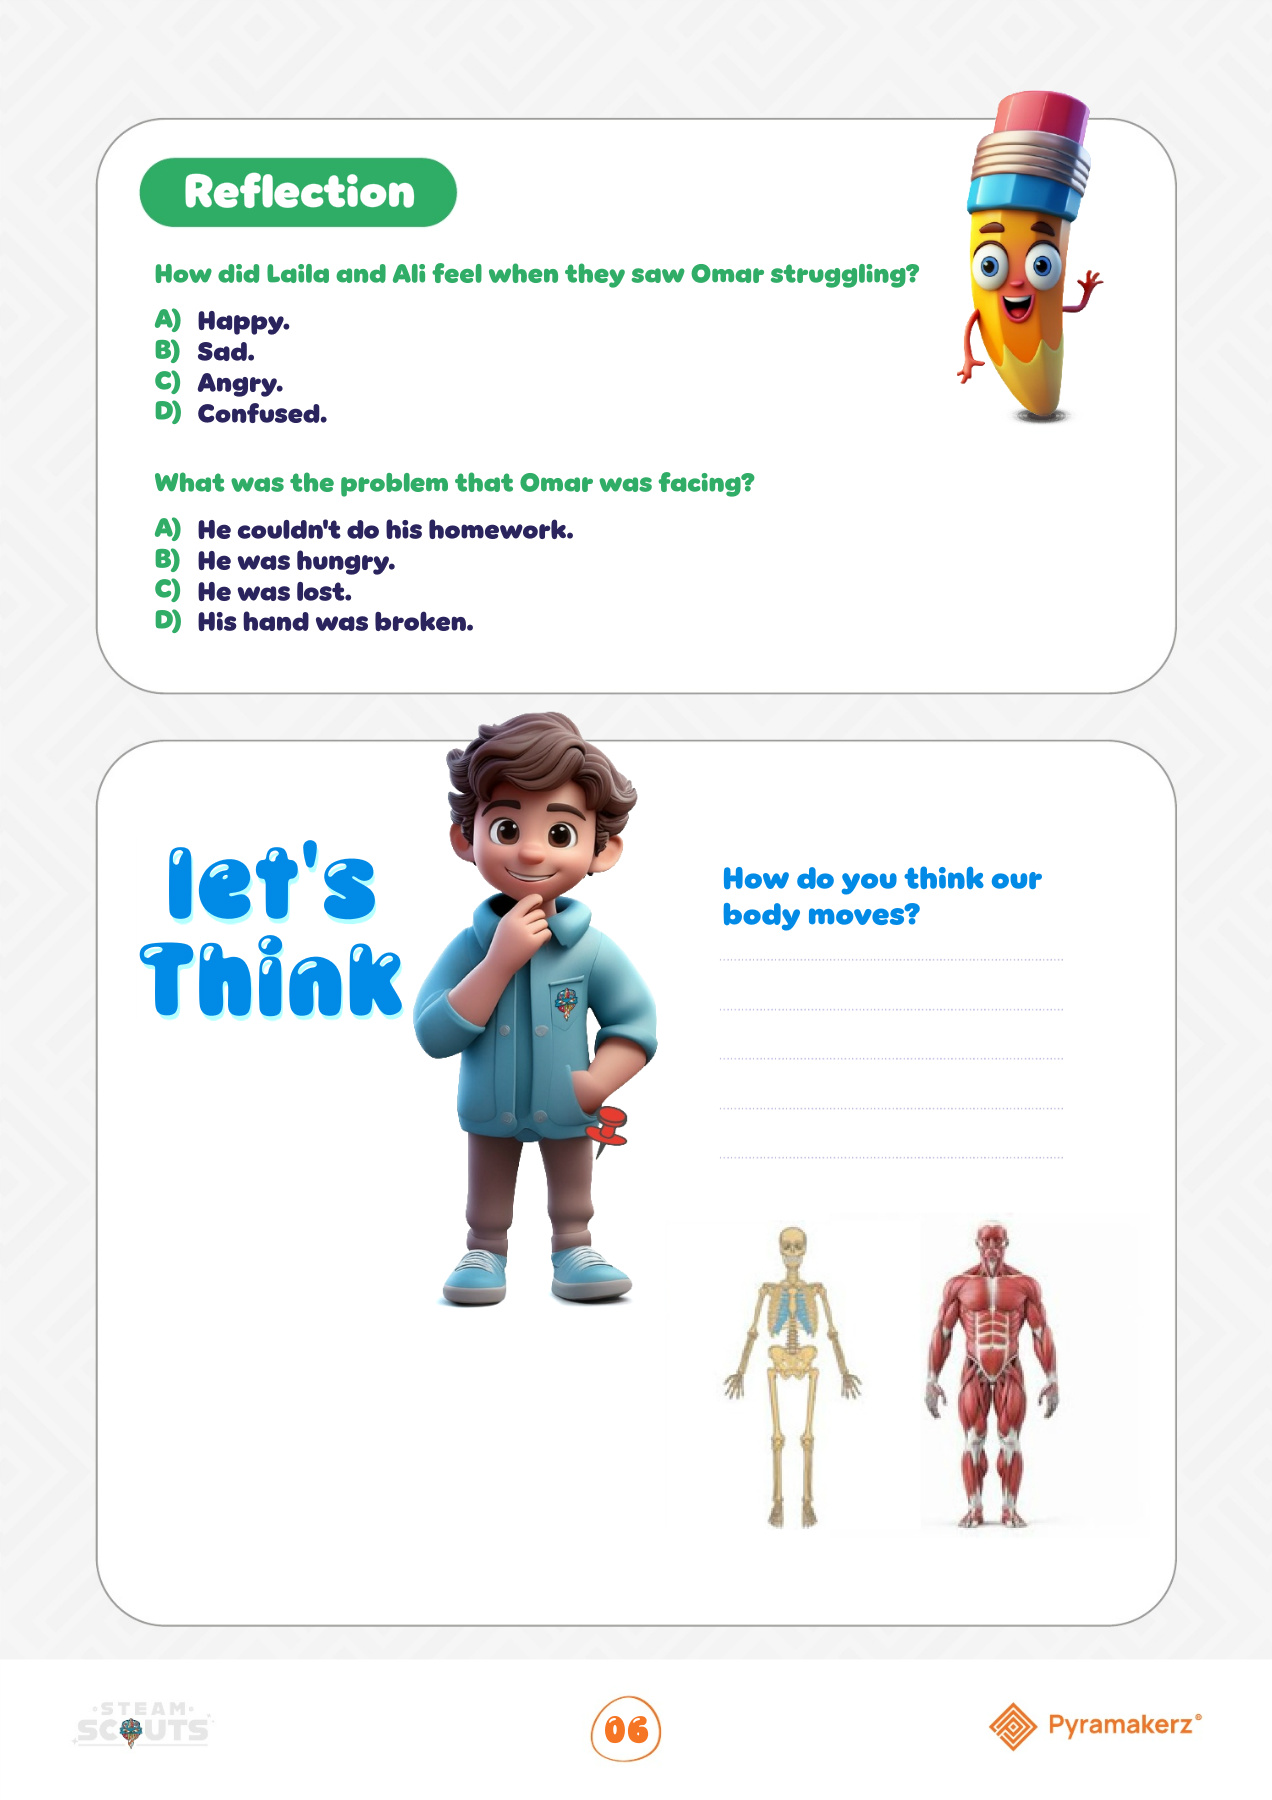 Reflection
How did Laila and Ali feel when they saw Omar struggling?
A) Happy.
B) Sad.
C) Angry.
D) Confused.
What was the problem that Omar was facing?
A) He couldn't do his homework.
B) He was hungry.
C) He was lost.
D) His hand was broken.
let's
Think
How do you think our
body moves?
STEAM
SCOUTS
06
Pyramakerz®